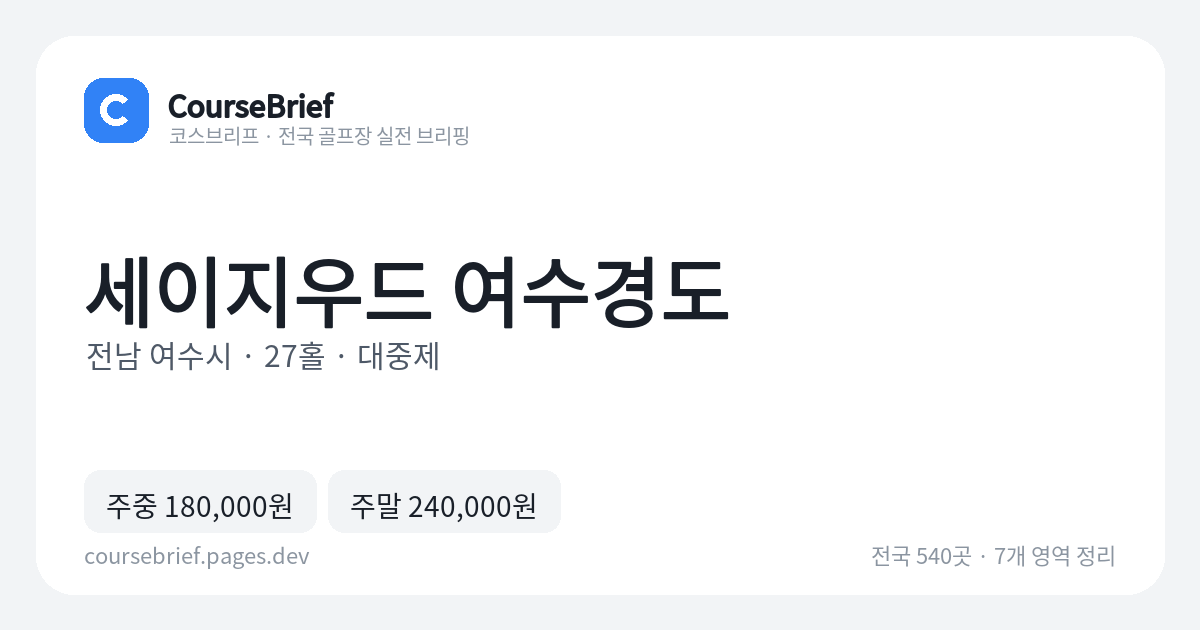 CourseBrief
코스브리프 · 전국 골프장 실전 브리핑
세이지우드 여수경도
전남 여수시 · 27홀 · 대중제
주중 180,000원 주말 240,000원
coursebrief.pages.dev 전국 540곳 · 7개 영역 정리